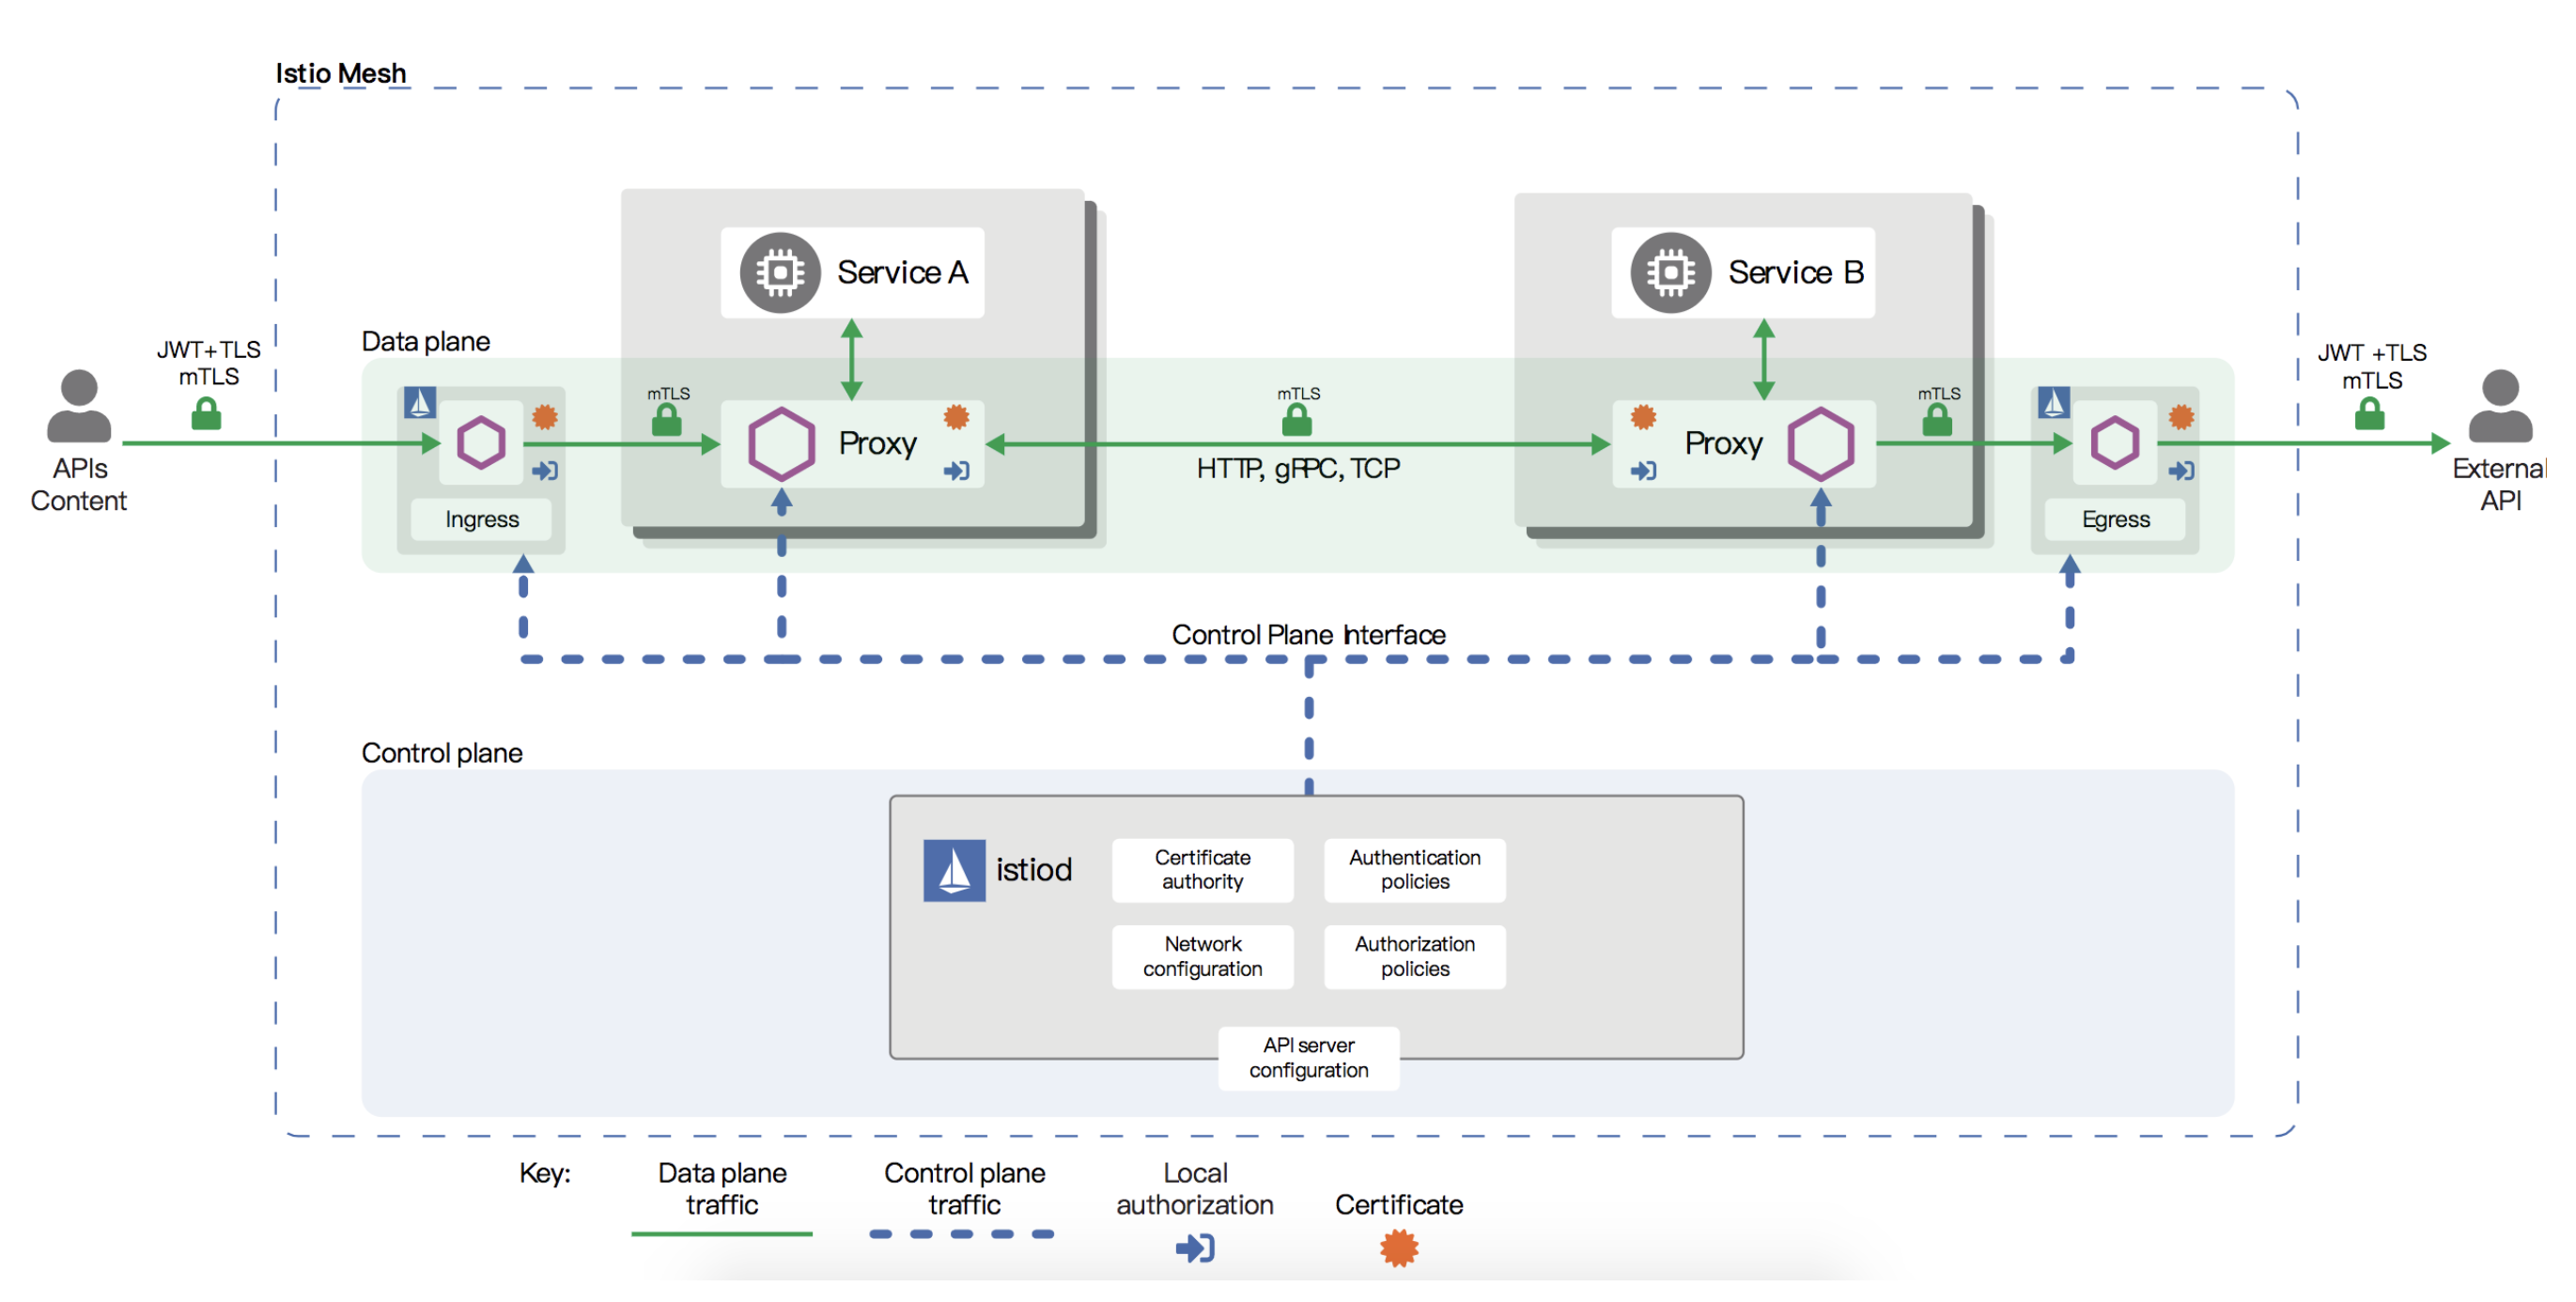 Istio Mesh
Service A
Service B
Data plane
JWT+TLS
mTLS
JWT +TLS
mTLS
mTLS
mTLS
mTLS
Proxy
Proxy
HTTP, gRPC, TCP
APIs
Content
External
API
Ingress
Egress
Control Plane Interface
Control plane
istiod
Certificate
authority
Authentication
policies
Network
configuration
Authorization
policies
API server
configuration
Key:
Data plane
traffic
Control plane
traffic
Local
authorization
Certificate